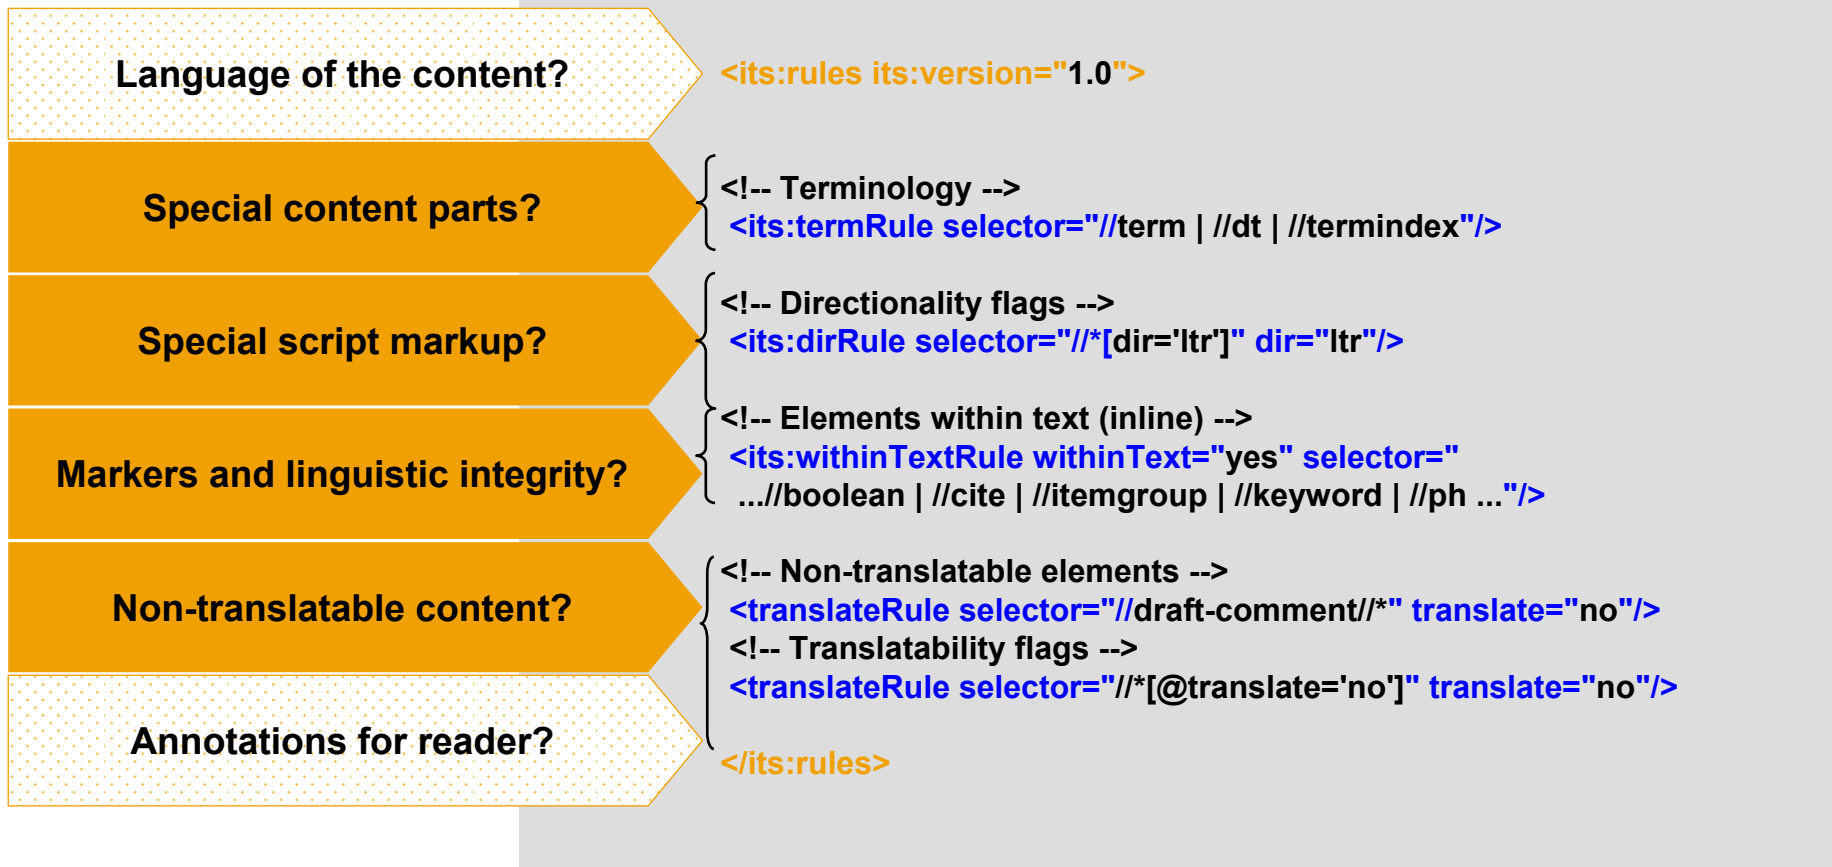 Language of the content?
<its:rules its:version="1.0">
Special content parts?
<!-- Terminology -->
<its:termRule selector="//term | //dt | //termindex"/>
Special script markup?
<!-- Directionality flags -->
<its:dirRule selector="//*[dir='ltr']" dir="ltr"/>
Markers and linguistic integrity?
<!-- Elements within text (inline) -->
<its:withinTextRule withinText="yes" selector="
...//boolean | //cite | //itemgroup | //keyword | //ph ..."/>
Non-translatable content?
<!-- Non-translatable elements -->
<translateRule selector="//draft-comment//*" translate="no"/>
<!-- Translatability flags -->
<translateRule selector="//*[@translate='no']" translate="no"/>
Annotations for reader?
</its:rules>